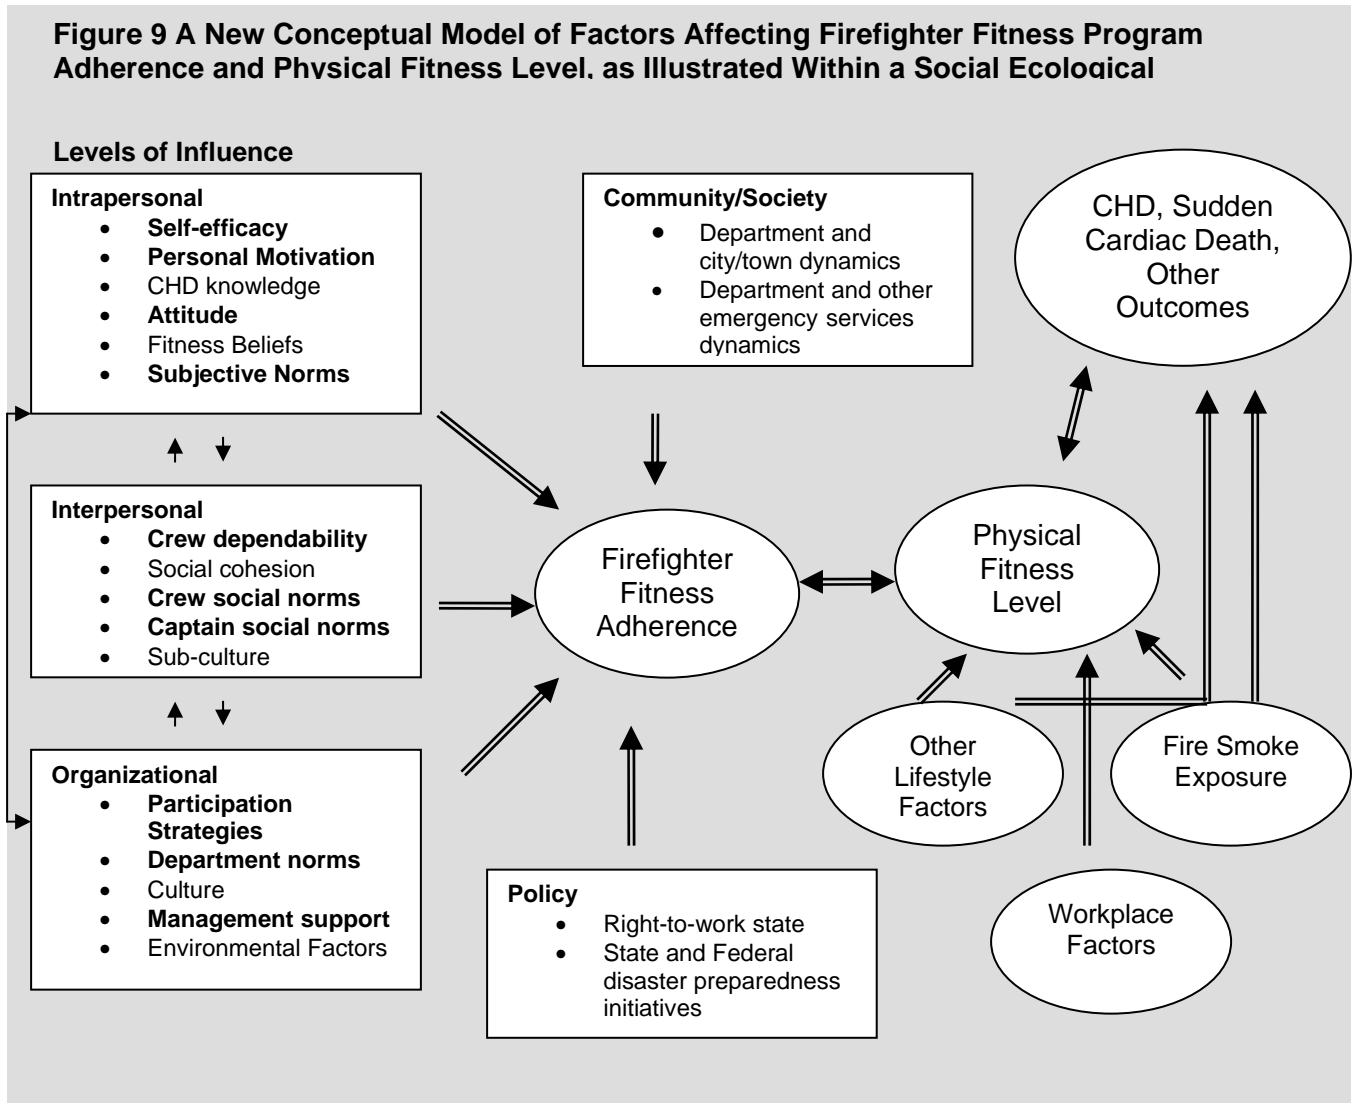 Figure 9 A New Conceptual Model of Factors Affecting Firefighter Fitness Program
Adherence and Physical Fitness Level, as Illustrated Within a Social Ecological
Levels of Influence
Intrapersonal
• Self-efficacy
• Personal Motivation
• CHD knowledge
• Attitude
• Fitness Beliefs
• Subjective Norms
Interpersonal
• Crew dependability
• Social cohesion
• Crew social norms
• Captain social norms
• Sub-culture
Organizational
• Participation
Strategies
• Department norms
• Culture
• Management support
• Environmental Factors
Community/Society
• Department and
city/town dynamics
• Department and other
emergency services
dynamics
Firefighter
Fitness
Adherence
Policy
• Right-to-work state
• State and Federal
disaster preparedness
initiatives
CHD, Sudden
Cardiac Death,
Other
Outcomes
Physical
Fitness
Level
Other
Lifestyle
Factors
Fire Smoke
Exposure
Workplace
Factors